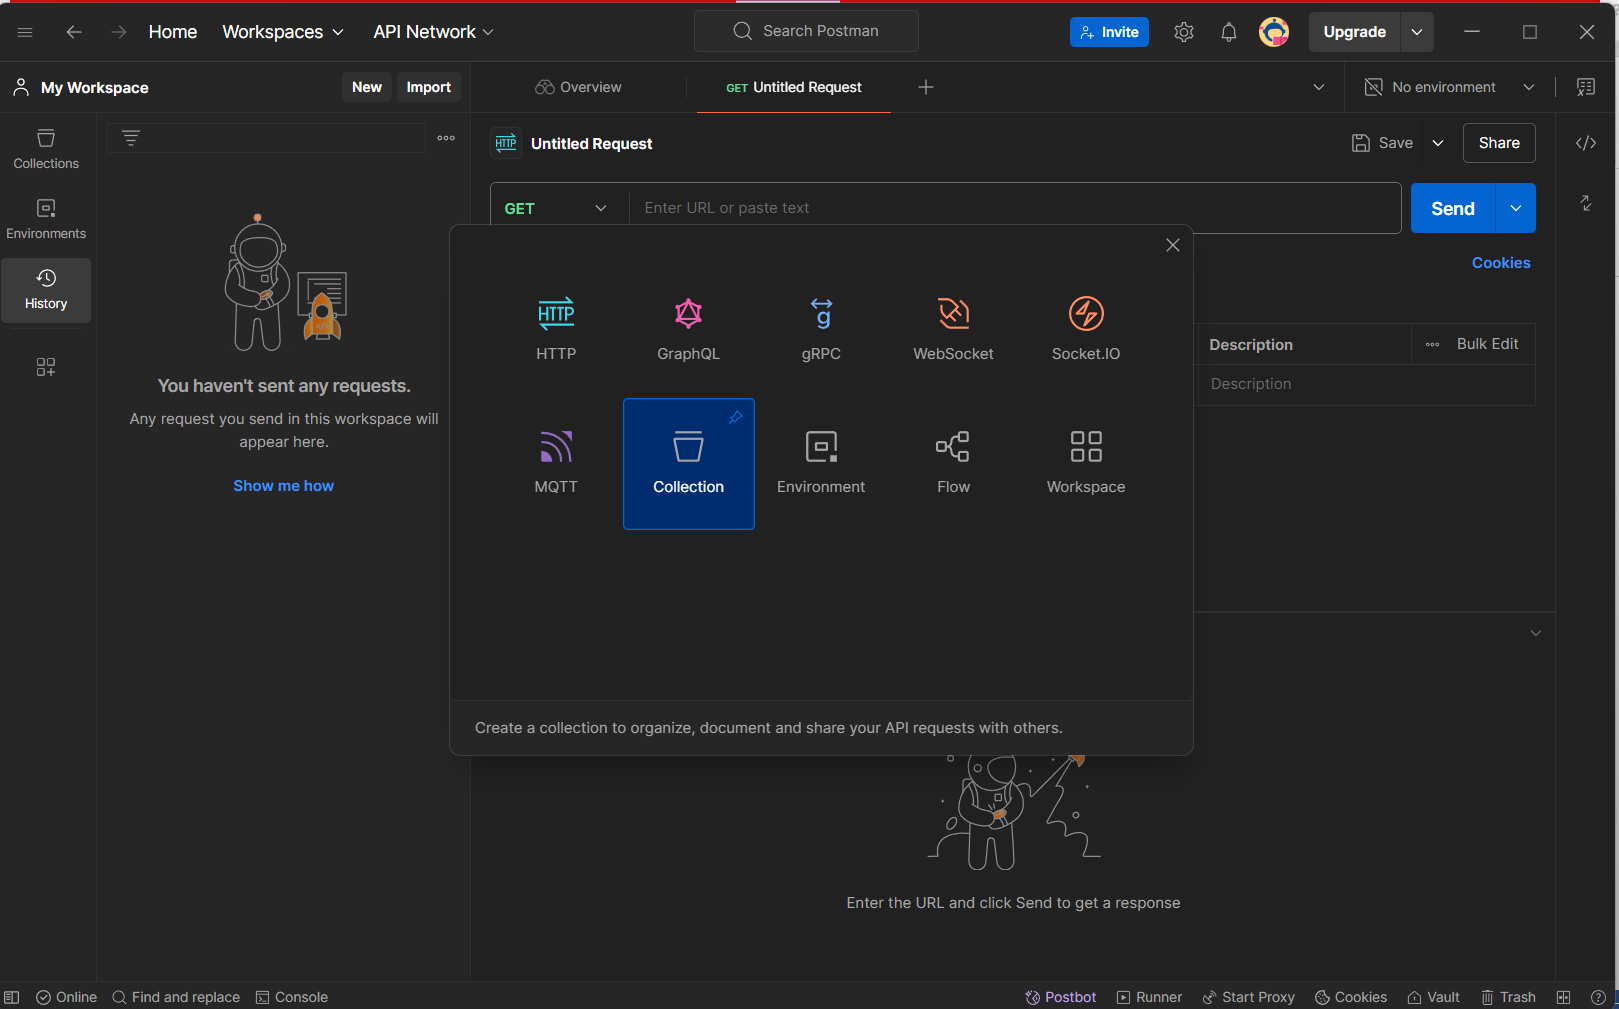 Home Workspaces API Network Search Postman Invite Upgrade
My Workspace New Import Overview GET Untitled Request No environment
Collections
Environments
History
You haven't sent any requests.
Any request you send in this workspace will
appear here.
Show me how
HTTP Untitled Request Save Share
GET Enter URL or paste text Send
Cookies
Description Bulk Edit
Description
HTTP
HTTP GraphQL gRPC WebSocket Socket.IO
MQTT Collection Environment Flow Workspace
Create a collection to organize, document and share your API requests with others.
Enter the URL and click Send to get a response
Online Find and replace Console Postbot Runner Start Proxy Cookies Vault Trash